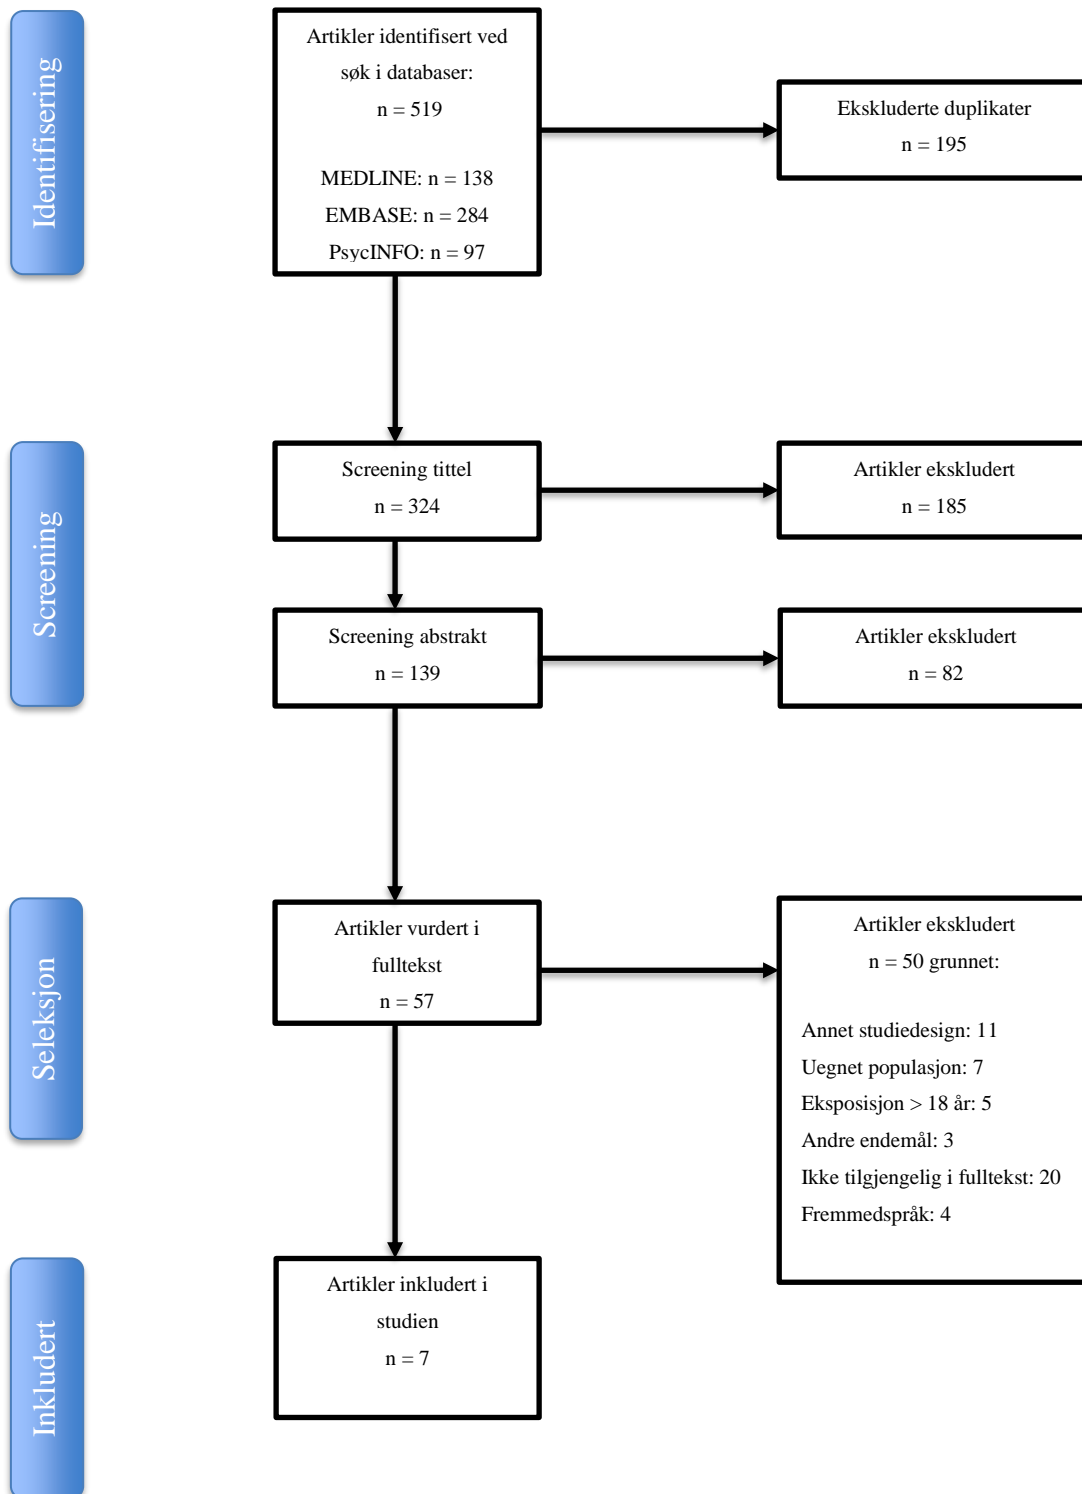 Identifisering
Artikler identifisert ved
søk i databaser:
n = 519
MEDLINE: n = 138
EMBASE: n = 284
PsycINFO: n = 97
Ekskluderte duplikater
n = 195
Screening
Screening tittel
n = 324
Artikler ekskludert
n = 185
Screening abstrakt
n = 139
Artikler ekskludert
n = 82
Seleksjon
Artikler vurdert i
fulltekst
n = 57
Artikler ekskludert
n = 50 grunnet:
Annet studiedesign: 11
Uegnet populasjon: 7
Eksposisjon > 18 år: 5
Andre endemål: 3
Ikke tilgjengelig i fulltekst: 20
Fremmedspråk: 4
Inkludert
Artikler inkludert i
studien
n = 7